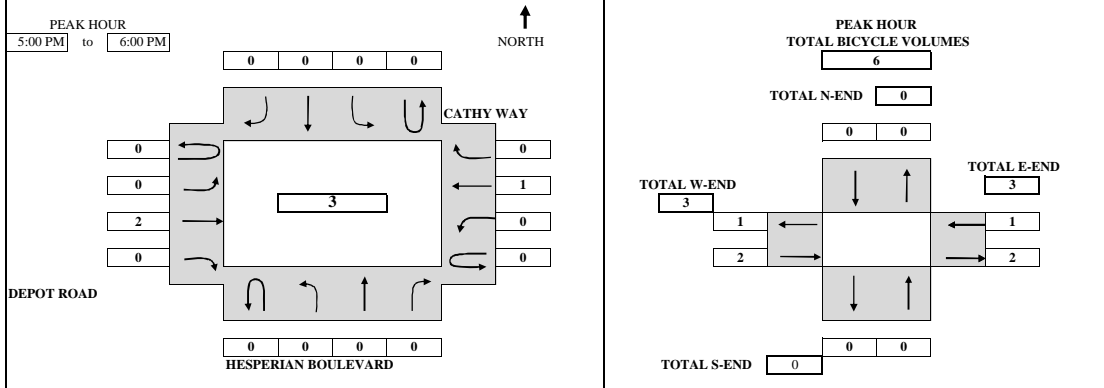 PEAK HOUR
5:00 PM to 6:00 PM
NORTH
0 0 0 0
CATHY WAY
0 0
0 1
3
2 0
0 0
DEPOT ROAD
0 0 0 0
HESPERIAN BOULEVARD
PEAK HOUR
TOTAL BICYCLE VOLUMES
6
TOTAL N-END 0
0 0
TOTAL E-END
3
TOTAL W-END
3
1 1
2 2
0 0
TOTAL S-END 0